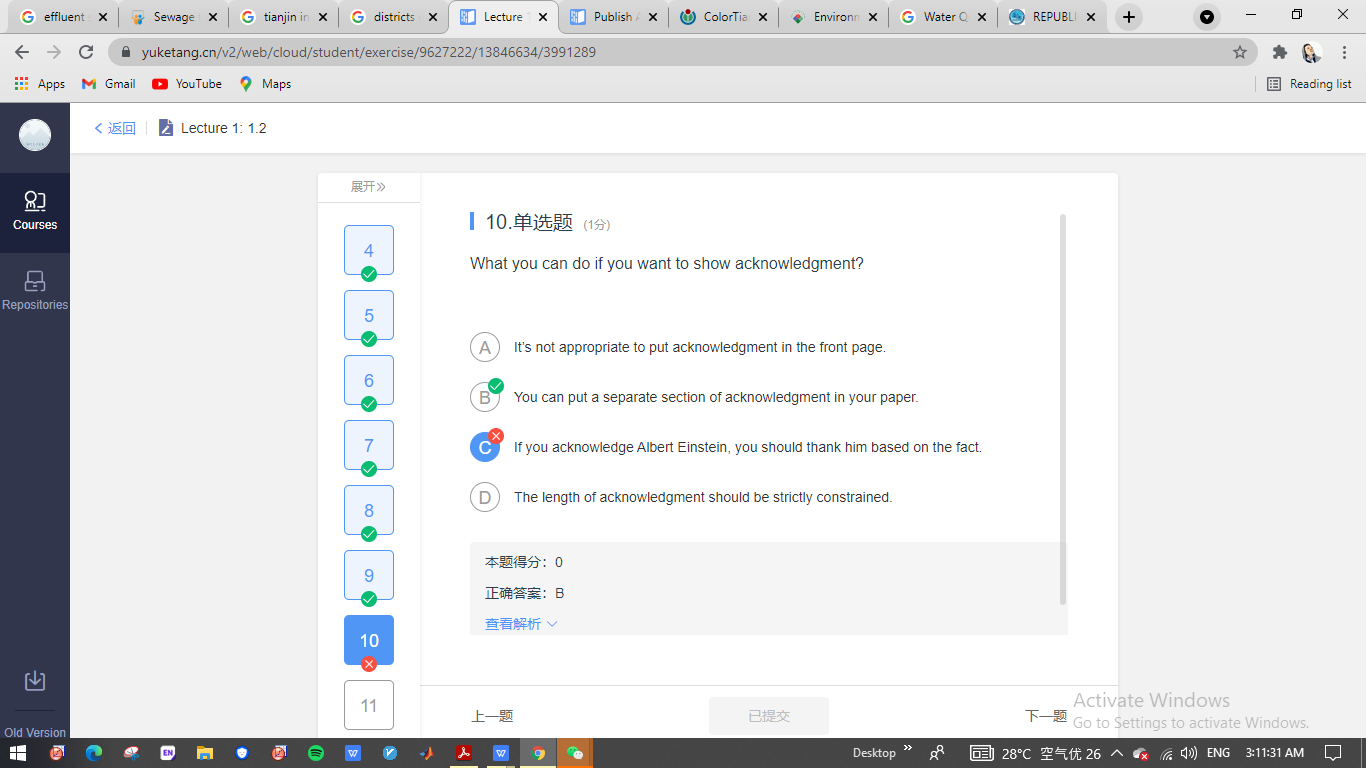 effluent
Sewage
tianjin in
districts
Lecture
Publish
ColorTia
Environm
Water Q
REPUBLI
yuketang.cn/v2/web/cloud/student/exercise/9627222/13846634/3991289
Apps Gmail YouTube Maps Reading list
返回 Lecture 1: 1.2
Courses
Repositories
Old Version
展开
4
5
6
7
8
9
10
11
10.单选题 (1分)
What you can do if you want to show acknowledgment?
A It's not appropriate to put acknowledgment in the front page.
B You can put a separate section of acknowledgment in your paper.
C If you acknowledge Albert Einstein, you should thank him based on the fact.
D The length of acknowledgment should be strictly constrained.
本题得分：0
正确答案：B
查看解析
上一题 已提交 下一题
Activate Windows
Go to Settings to activate Windows.
EN
Desktop 28°C 空气优 26 ENG 3:11:31 AM